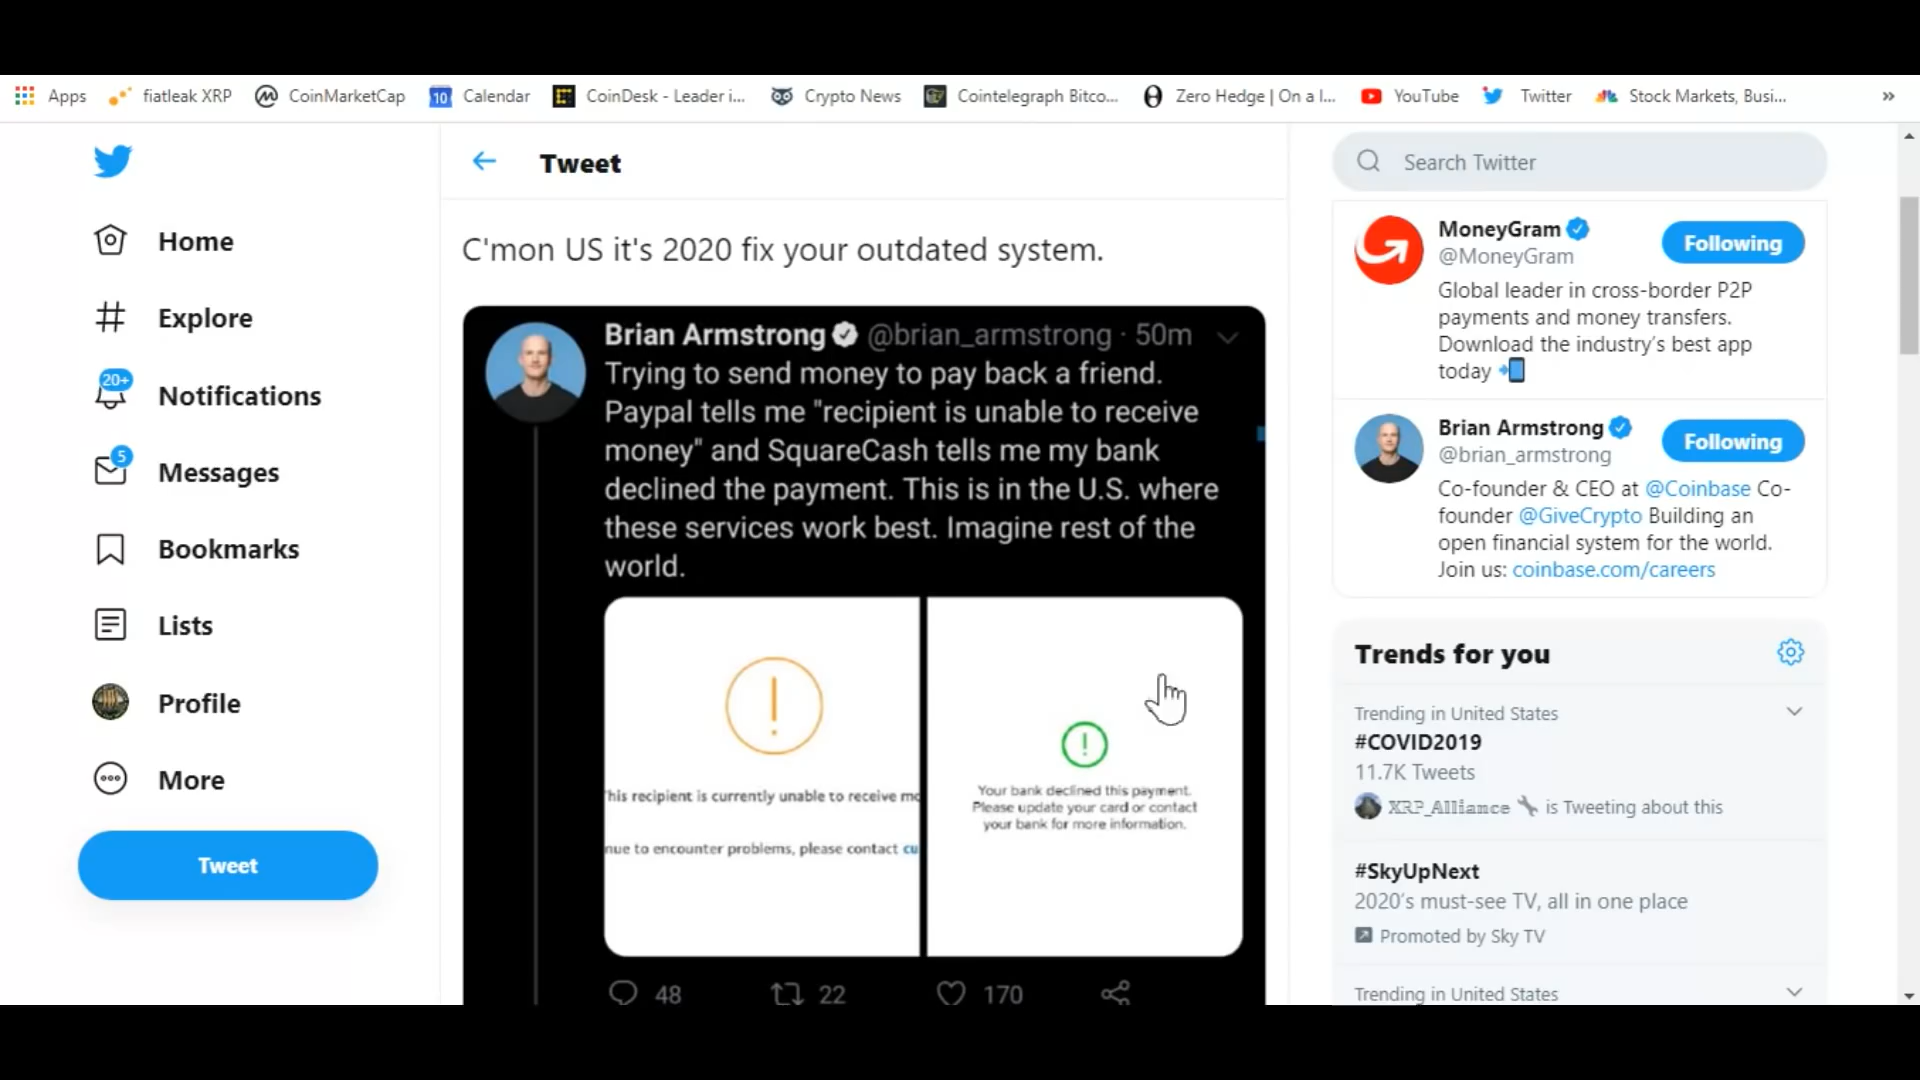 Apps fiatleak XRP CoinMarketCap 10 Calendar CoinDesk - Leader i... Crypto News Cointelegraph Bitco... Zero Hedge | On a l... YouTube Twitter Stock Markets, Busi... »
Tweet
Search Twitter
Home
Explore
20+
Notifications
5
Messages
Bookmarks
Lists
Profile
More
Tweet
C'mon US it's 2020 fix your outdated system.
Brian Armstrong @brian_armstrong · 50m
Trying to send money to pay back a friend.
Paypal tells me "recipient is unable to receive
money" and SquareCash tells me my bank
declined the payment. This is in the U.S. where
these services work best. Imagine rest of the
world.
!
his recipient is currently unable to receive mo
nue to encounter problems, please contact cu
!
Your bank declined this payment.
Please update your card or contact
your bank for more information.
48 22 170
MoneyGram
@MoneyGram
Following
Global leader in cross-border P2P
payments and money transfers.
Download the industry's best app
today
Brian Armstrong
@brian_armstrong
Following
Co-founder & CEO at @Coinbase Co-
founder @GiveCrypto Building an
open financial system for the world.
Join us: coinbase.com/careers
Trends for you
Trending in United States
#COVID2019
11.7K Tweets
XRP_Alliance is Tweeting about this
#SkyUpNext
2020's must-see TV, all in one place
Promoted by Sky TV
Trending in United States